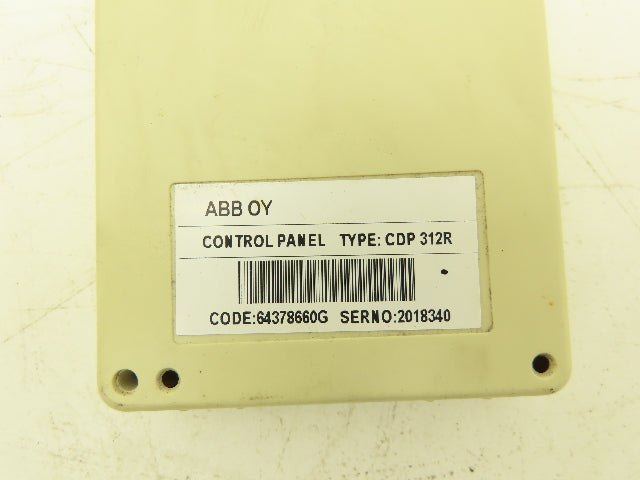 ABB OY
CONTROL PANEL TYPE: CDP 312R
CODE:64378660G SERNO:2018340